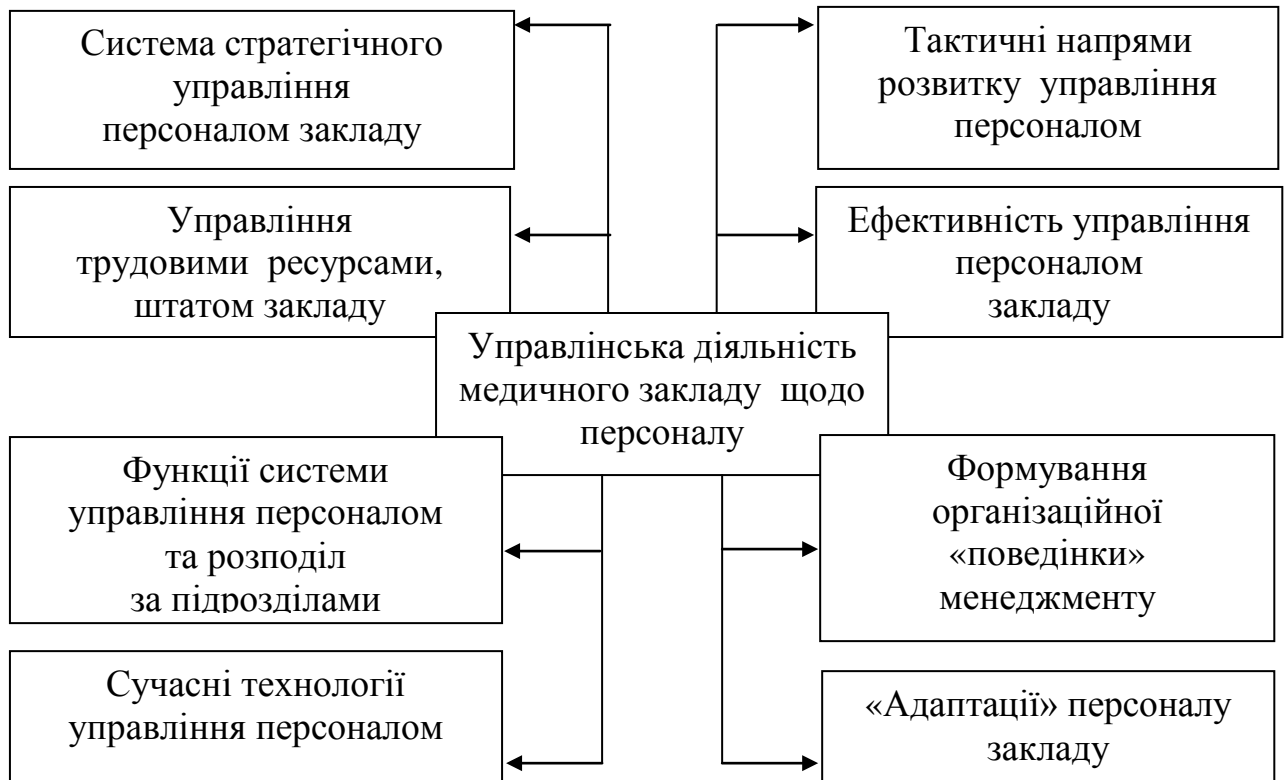 Система стратегічного
управління
персоналом закладу
Тактичні напрями
розвитку управління
персоналом
Управління
трудовими ресурсами,
штатом закладу
Ефективність управління
персоналом
закладу
Управлінська діяльність
медичного закладу щодо
персоналу
Функції системи
управління персоналом
та розподіл
за підрозділами
Формування
організаційної
«поведінки»
менеджменту
Сучасні технології
управління персоналом
«Адаптації» персоналу
закладу